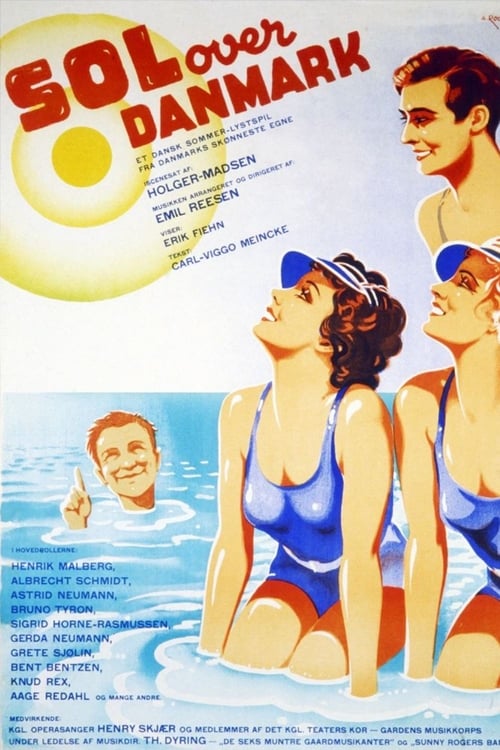 SOL over
DANMARK
ET DANSK SOMMER-LYSTSPIL
FRA DANMARKS SKØNNESTE EGNE
ISCENESAT AF:
HOLGER-MADSEN
MUSIKKEN ARRANGERET OG DIRIGERET AF:
EMIL REESEN
VISER:
ERIK FIEHN
TEKST:
CARL-VIGGO MEINCKE
I HOVEDROLLERNE:
HENRIK MALBERG,
ALBRECHT SCHMIDT,
ASTRID NEUMANN,
BRUNO TYRON,
SIGRID HORNE-RASMUSSEN,
GERDA NEUMANN,
GRETE SJØLIN,
BENT BENTZEN,
KNUD REX,
AAGE REDAHL OG MANGE ANDRE.
MEDVIRKENDE:
KGL. OPERASANGER HENRY SKJÆR OG MEDLEMMER AF DET KGL. TEATERS KOR — GARDENS MUSIKKORPS
UNDER LEDELSE AF MUSIKDIR. TH. DYRING — „DE SEKS MUNTRE GAARDMUSIKANTER" OG „SUNNY ROGERS